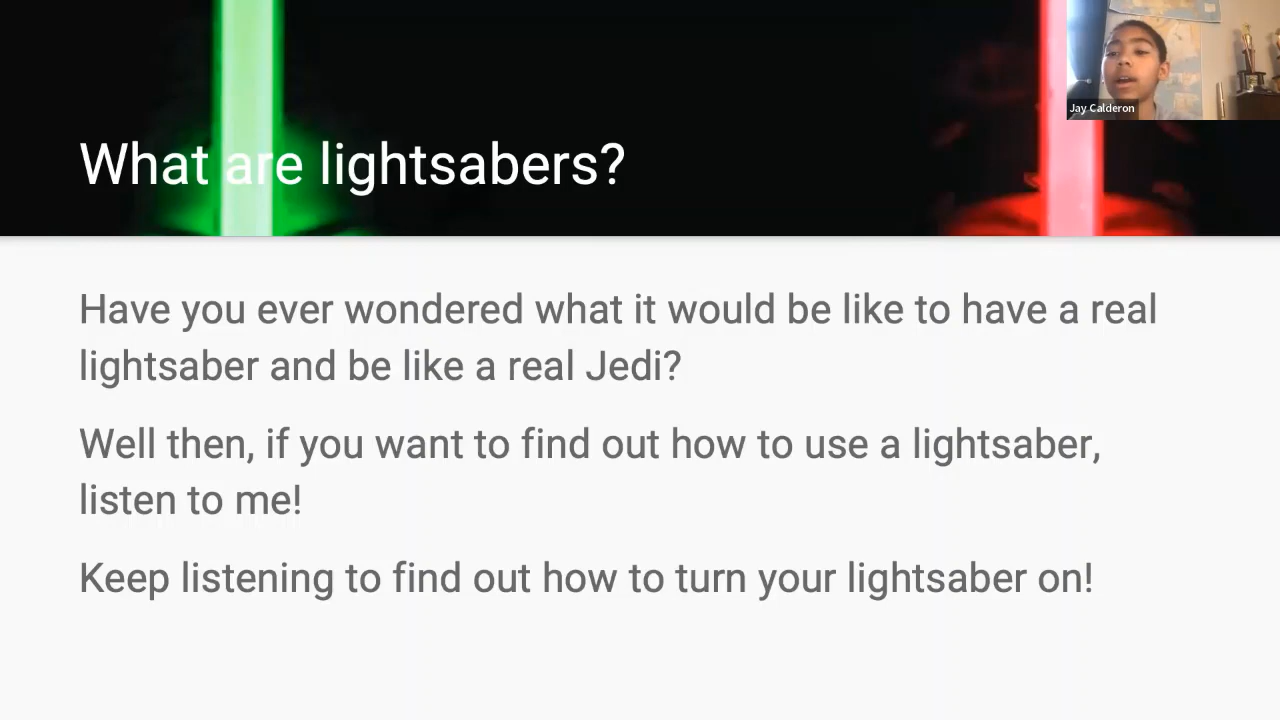 Jay Calderon
What are lightsabers?
Have you ever wondered what it would be like to have a real
lightsaber and be like a real Jedi?
Well then, if you want to find out how to use a lightsaber,
listen to me!
Keep listening to find out how to turn your lightsaber on!